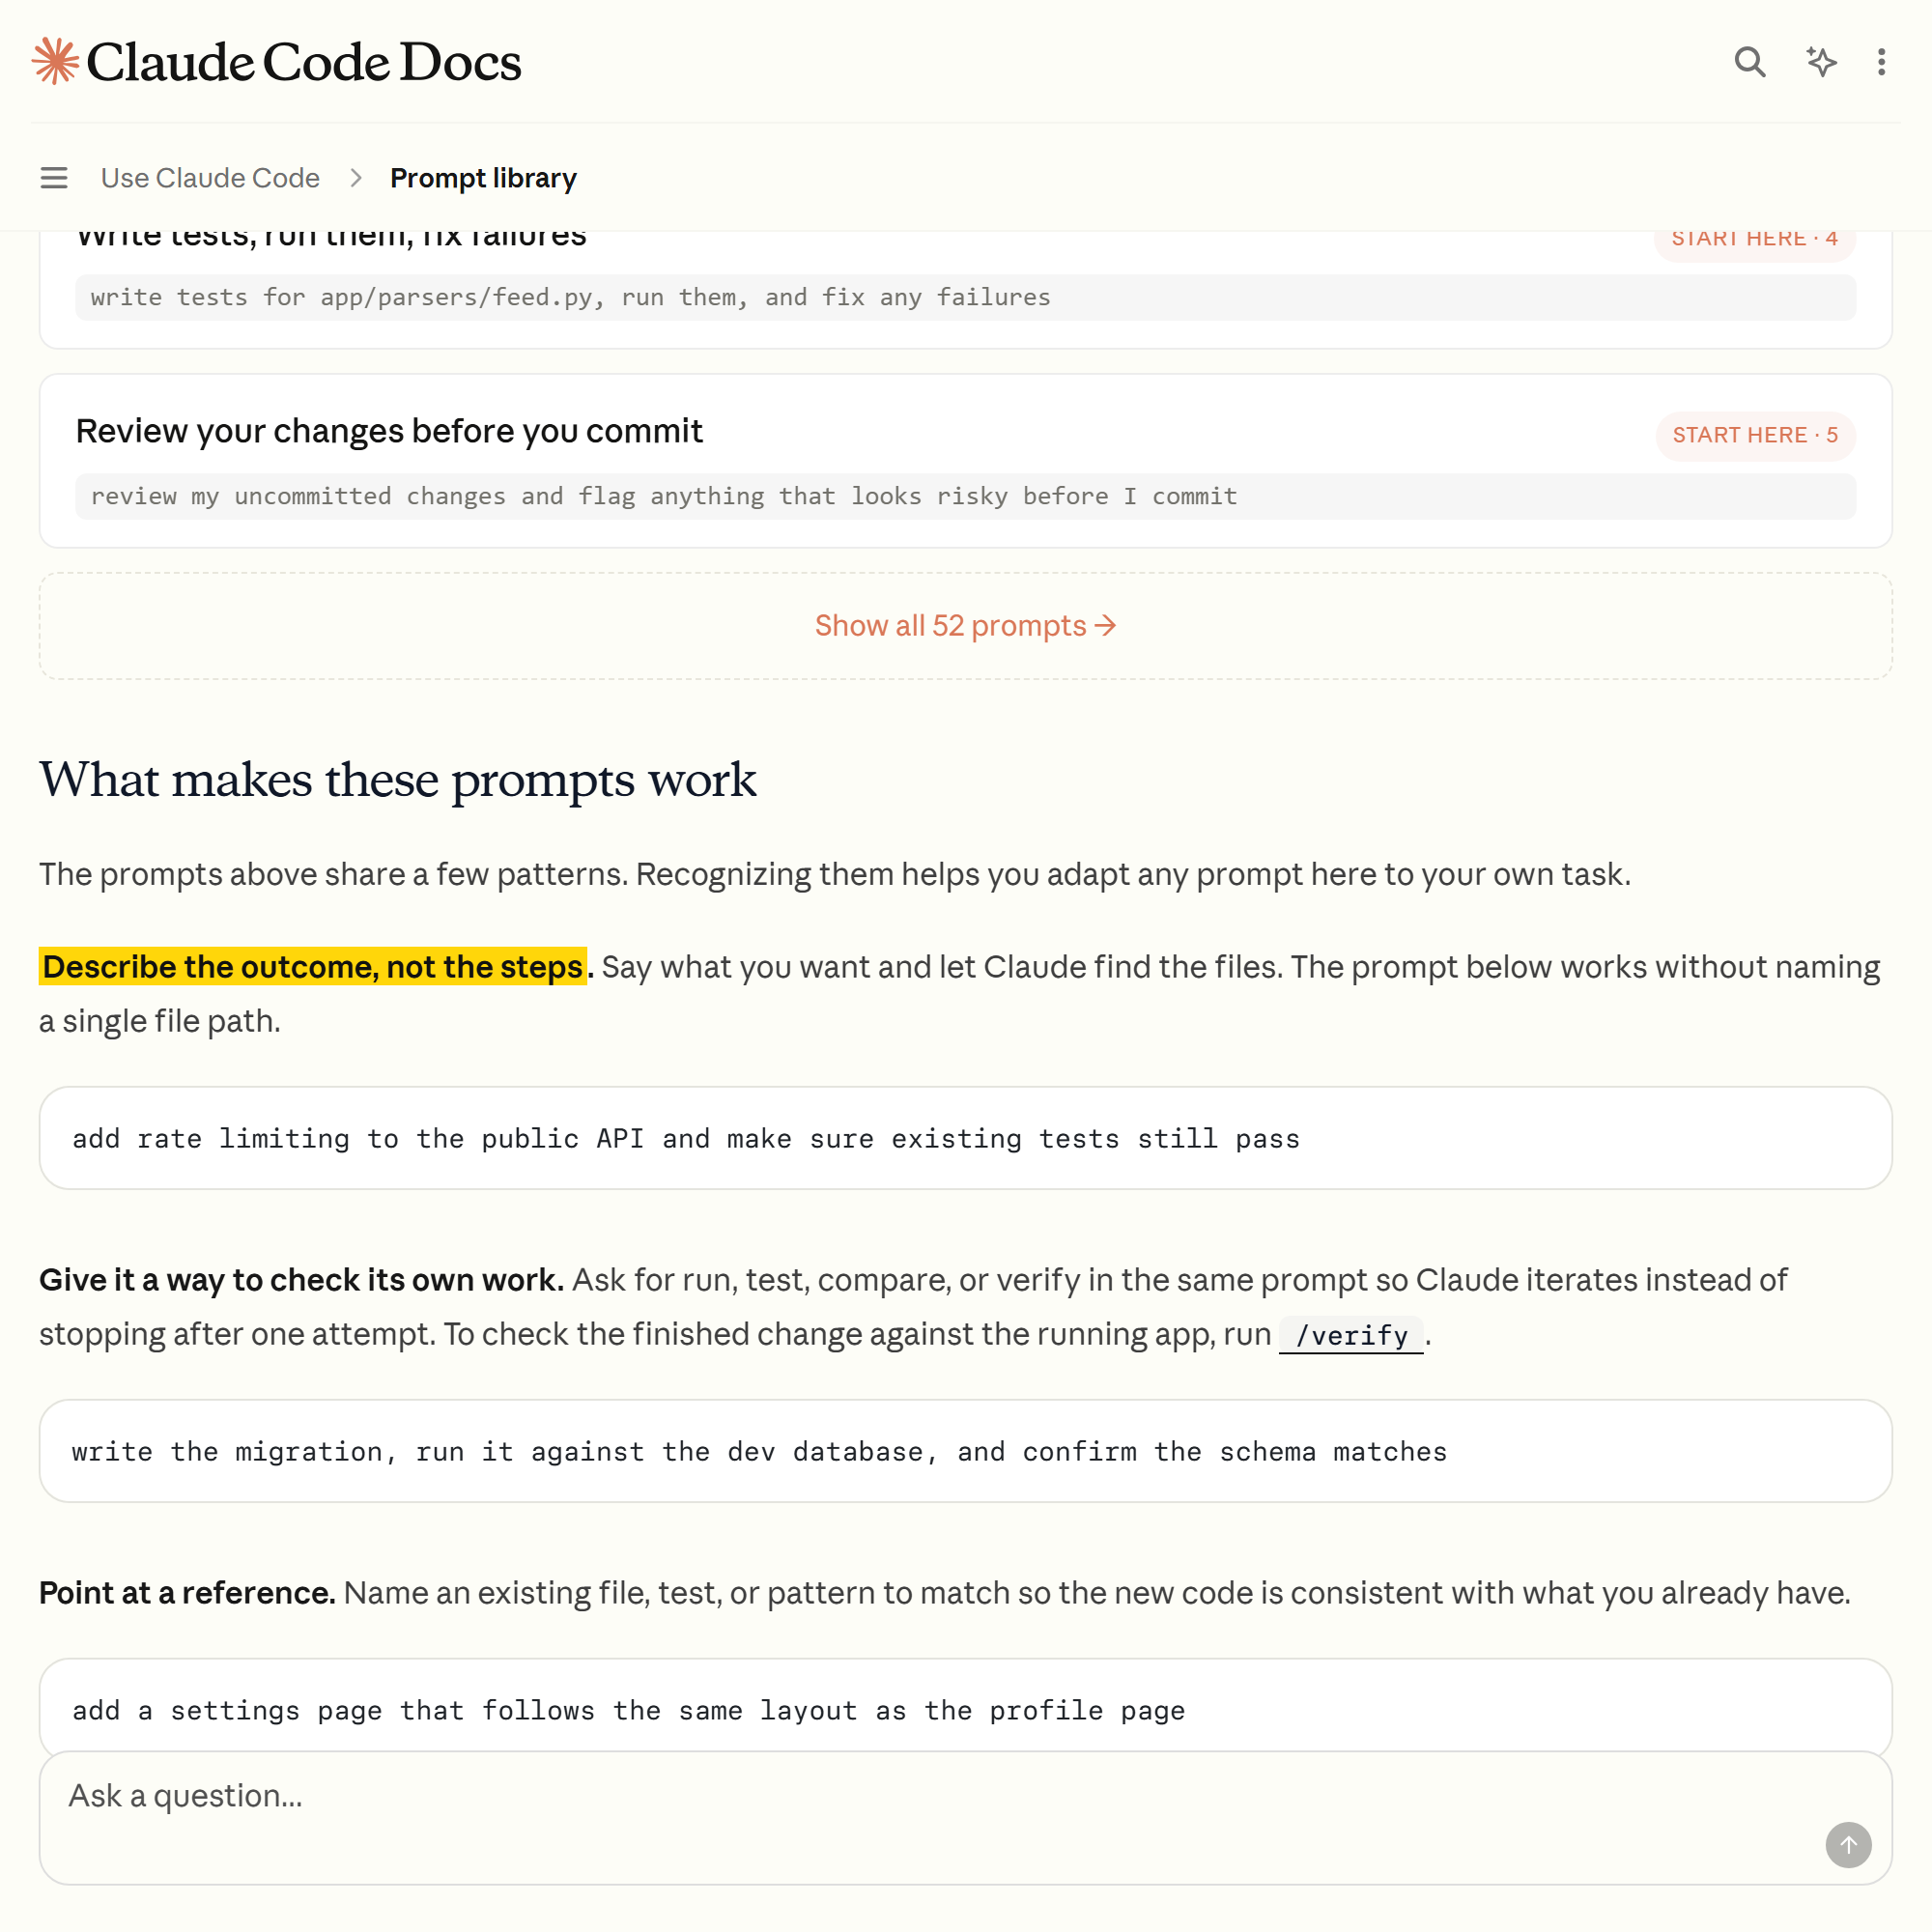 Claude Code Docs
Use Claude Code > Prompt library
Write tests, run them, fix failures
START HERE · 4
write tests for app/parsers/feed.py, run them, and fix any failures
Review your changes before you commit
START HERE · 5
review my uncommitted changes and flag anything that looks risky before I commit
Show all 52 prompts →
What makes these prompts work
The prompts above share a few patterns. Recognizing them helps you adapt any prompt here to your own task.
Describe the outcome, not the steps. Say what you want and let Claude find the files. The prompt below works without naming
a single file path.
add rate limiting to the public API and make sure existing tests still pass
Give it a way to check its own work. Ask for run, test, compare, or verify in the same prompt so Claude iterates instead of
stopping after one attempt. To check the finished change against the running app, run /verify.
write the migration, run it against the dev database, and confirm the schema matches
Point at a reference. Name an existing file, test, or pattern to match so the new code is consistent with what you already have.
add a settings page that follows the same layout as the profile page
Ask a question...